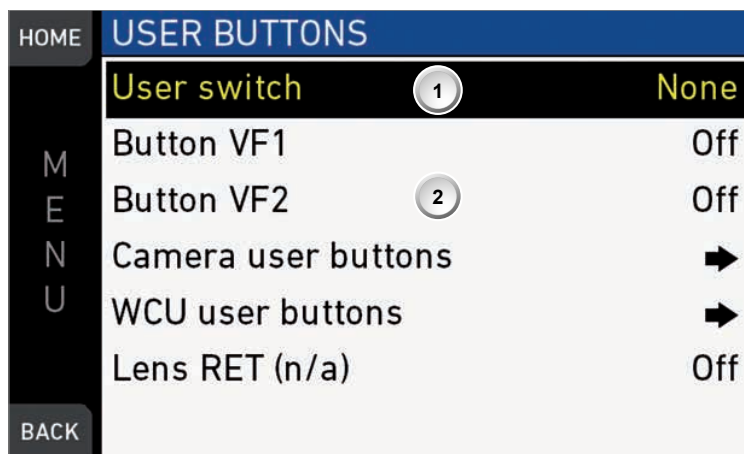 HOME USER BUTTONS
User switch 1 None
Button VF1 Off
MENU
Button VF2 2 Off
Camera user buttons
WCU user buttons
Lens RET (n/a) Off
BACK